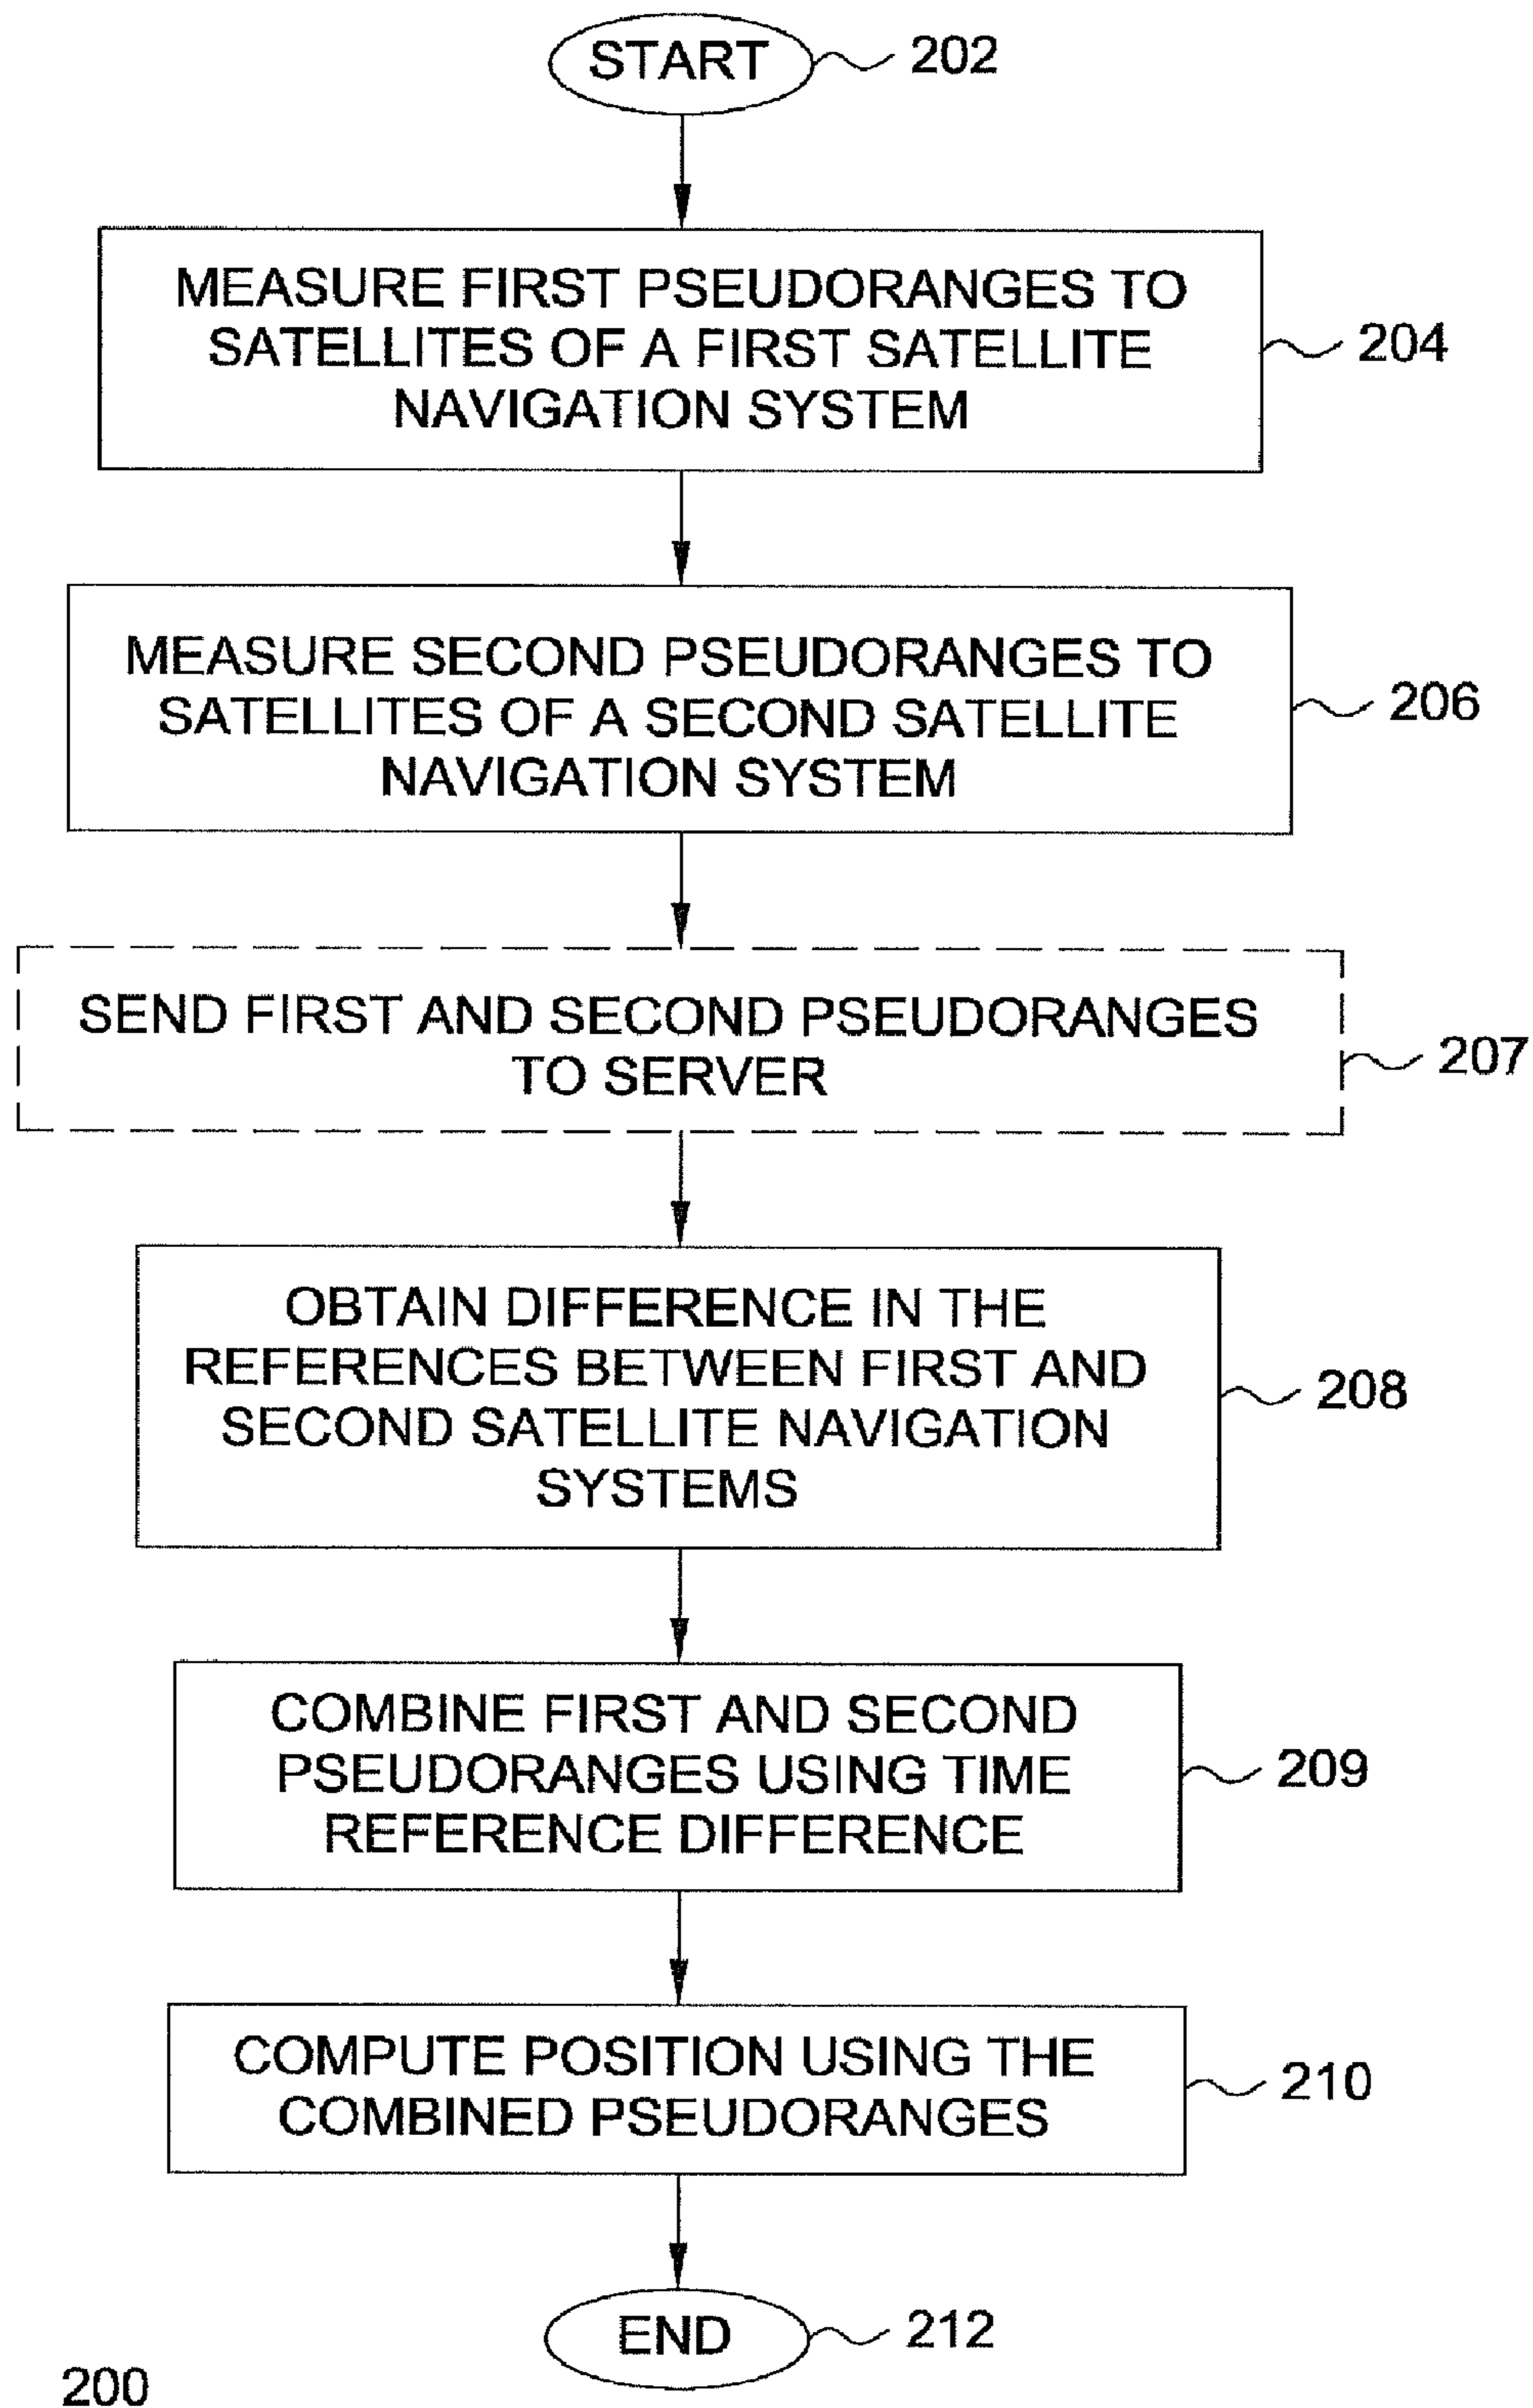 START
202
MEASURE FIRST PSEUDORANGES TO
SATELLITES OF A FIRST SATELLITE
NAVIGATION SYSTEM
204
MEASURE SECOND PSEUDORANGES TO
SATELLITES OF A SECOND SATELLITE
NAVIGATION SYSTEM
206
SEND FIRST AND SECOND PSEUDORANGES
TO SERVER
207
OBTAIN DIFFERENCE IN THE
REFERENCES BETWEEN FIRST AND
SECOND SATELLITE NAVIGATION
SYSTEMS
208
COMBINE FIRST AND SECOND
PSEUDORANGES USING TIME
REFERENCE DIFFERENCE
209
COMPUTE POSITION USING THE
COMBINED PSEUDORANGES
210
END
212
200